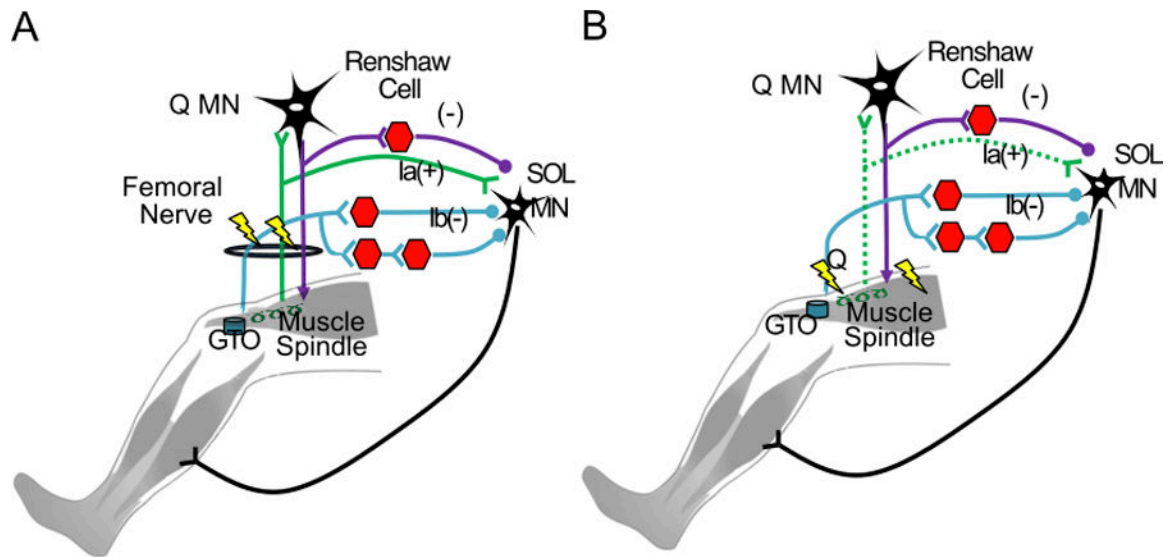 A
Renshaw
Cell
Q MN
(-)
Ia(+)
SOL
MN
Femoral
Nerve
Ib(-)
Muscle
Spindle
GTO
B
Renshaw
Cell
Q MN
(-)
Ia(+)
SOL
MN
Ib(-)
Q
Muscle
Spindle
GTO